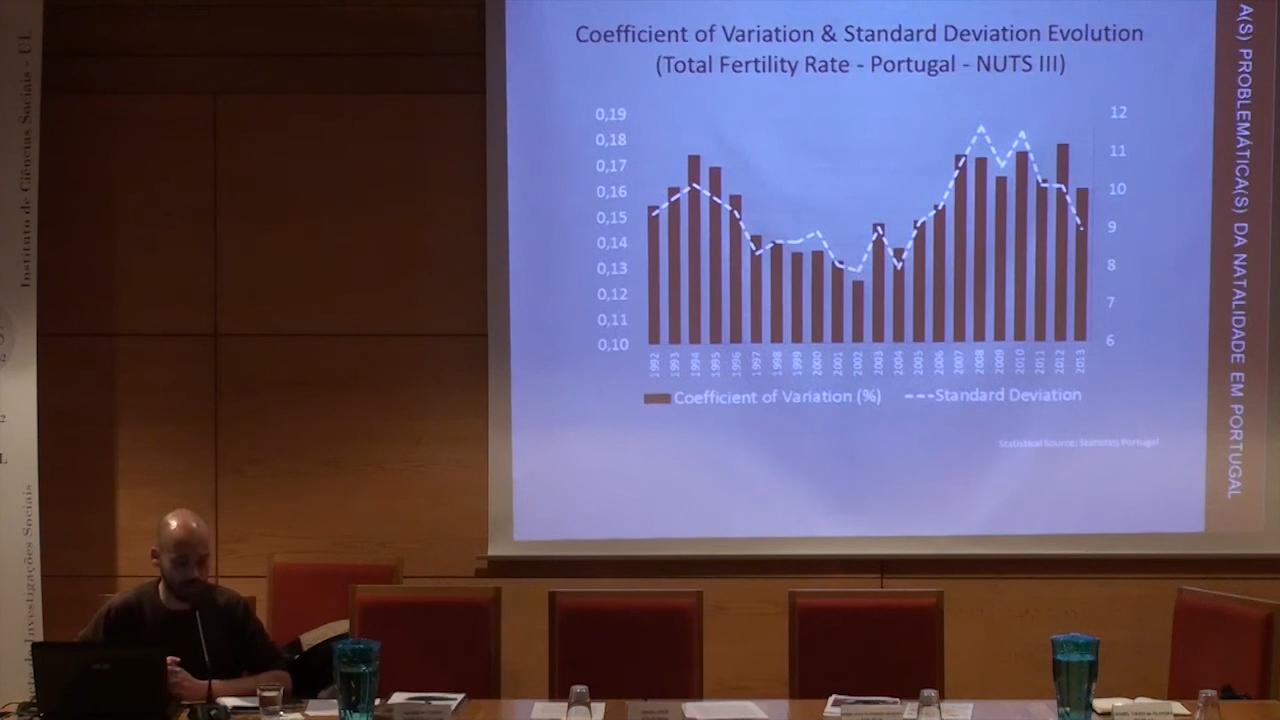 Instituto de Ciências Sociais - UL
de Investigações Sociais
Coefficient of Variation & Standard Deviation Evolution
(Total Fertility Rate - Portugal - NUTS III)
0,19
0,18
0,17
0,16
0,15
0,14
0,13
0,12
0,11
0,10
12
11
10
9
8
7
6
1992 1993 1994 1995 1996 1997 1998 1999 2000 2001 2002 2003 2004 2005 2006 2007 2008 2009 2010 2011 2012 2013
Coefficient of Variation (%) Standard Deviation
Statistical Source: Statistics Portugal
A(S) PROBLEMÁTICA(S) DA NATALIDADE EM PORTUGAL